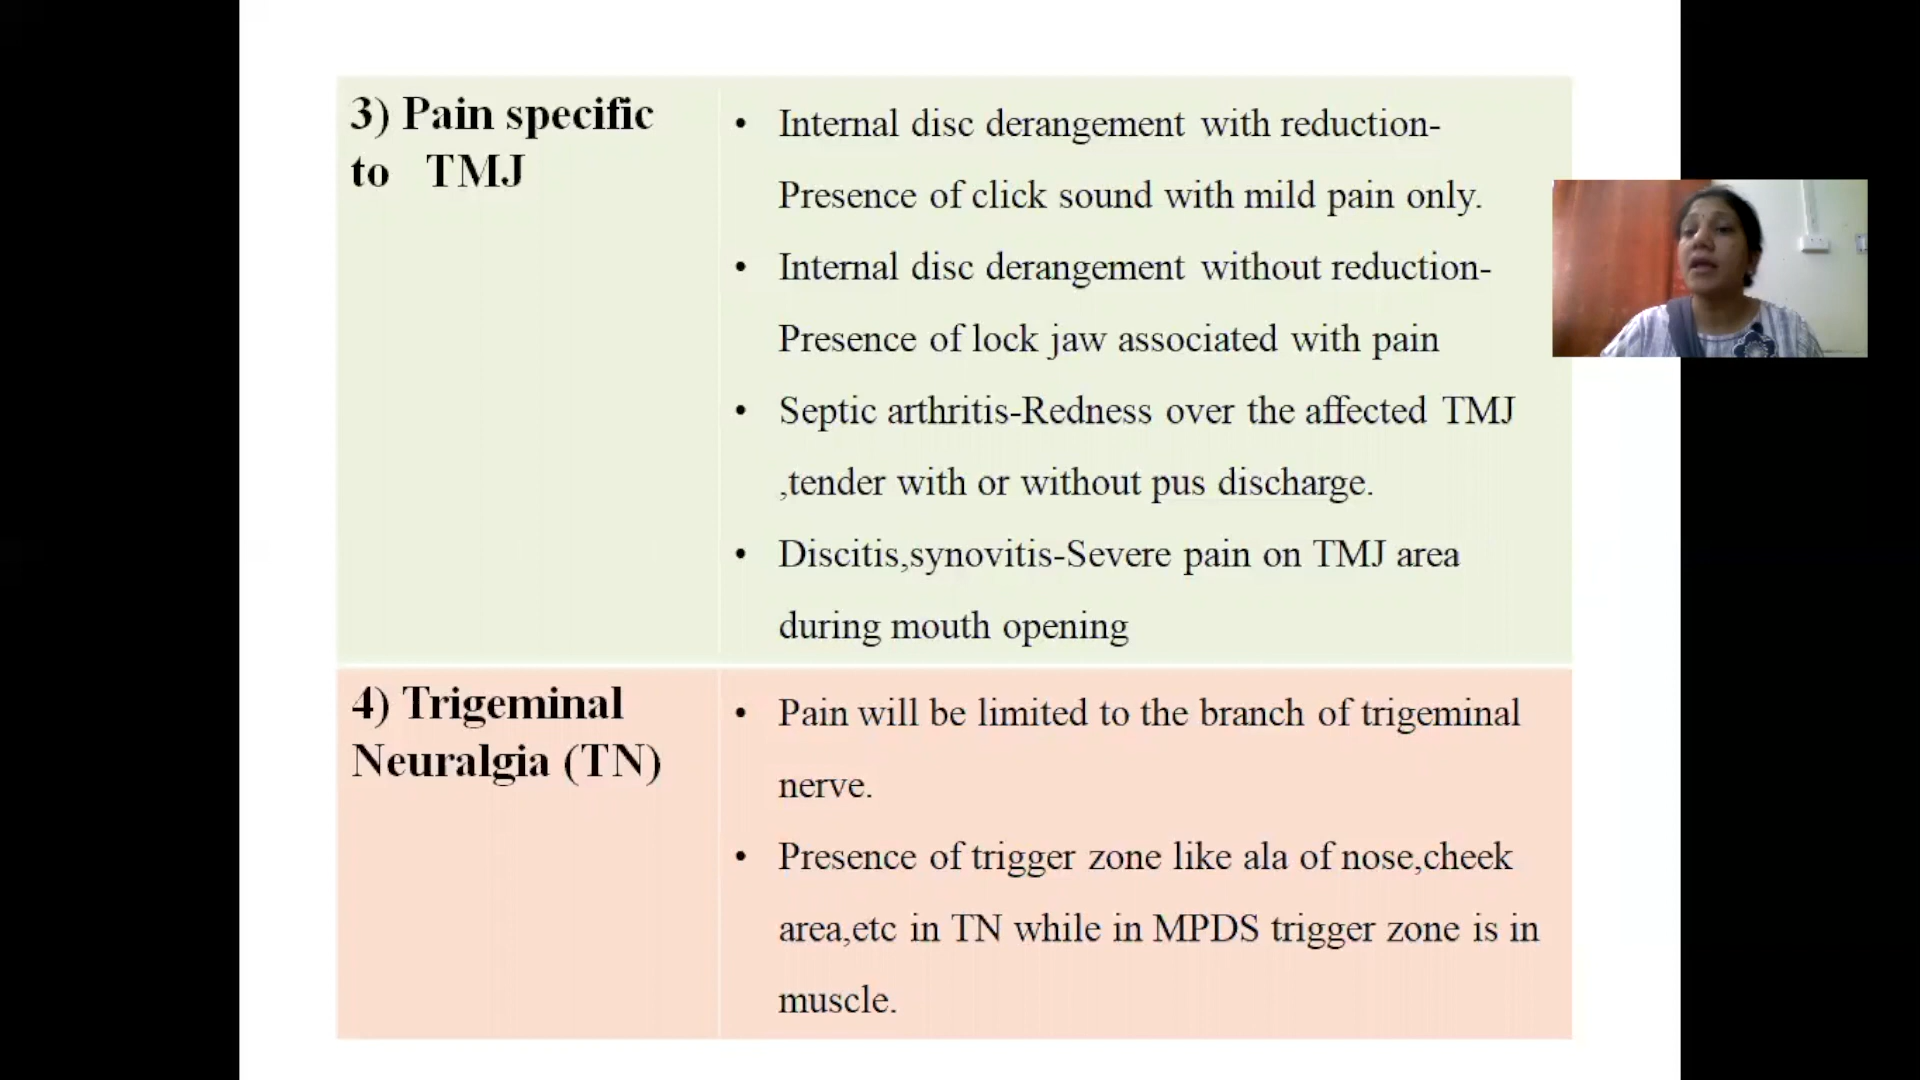 3) Pain specific
to TMJ
• Internal disc derangement with reduction-
Presence of click sound with mild pain only.
• Internal disc derangement without reduction-
Presence of lock jaw associated with pain
• Septic arthritis-Redness over the affected TMJ
,tender with or without pus discharge.
• Discitis,synovitis-Severe pain on TMJ area
during mouth opening
4) Trigeminal
Neuralgia (TN)
• Pain will be limited to the branch of trigeminal
nerve.
• Presence of trigger zone like ala of nose,cheek
area,etc in TN while in MPDS trigger zone is in
muscle.